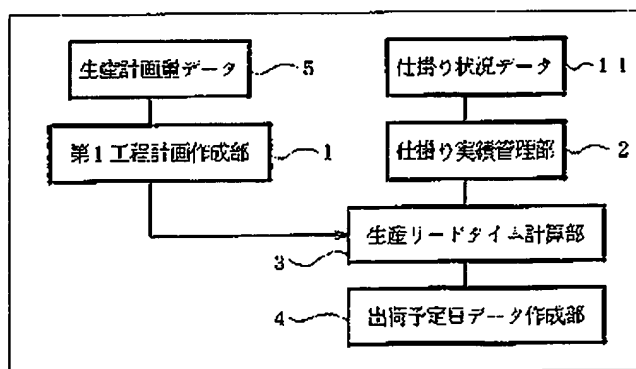 生産計画量データ 5
仕掛り状況データ 11
第1工程計画作成部 1
仕掛り実績管理部 2
生産リードタイム計算部
3
4 出荷予定日データ作成部